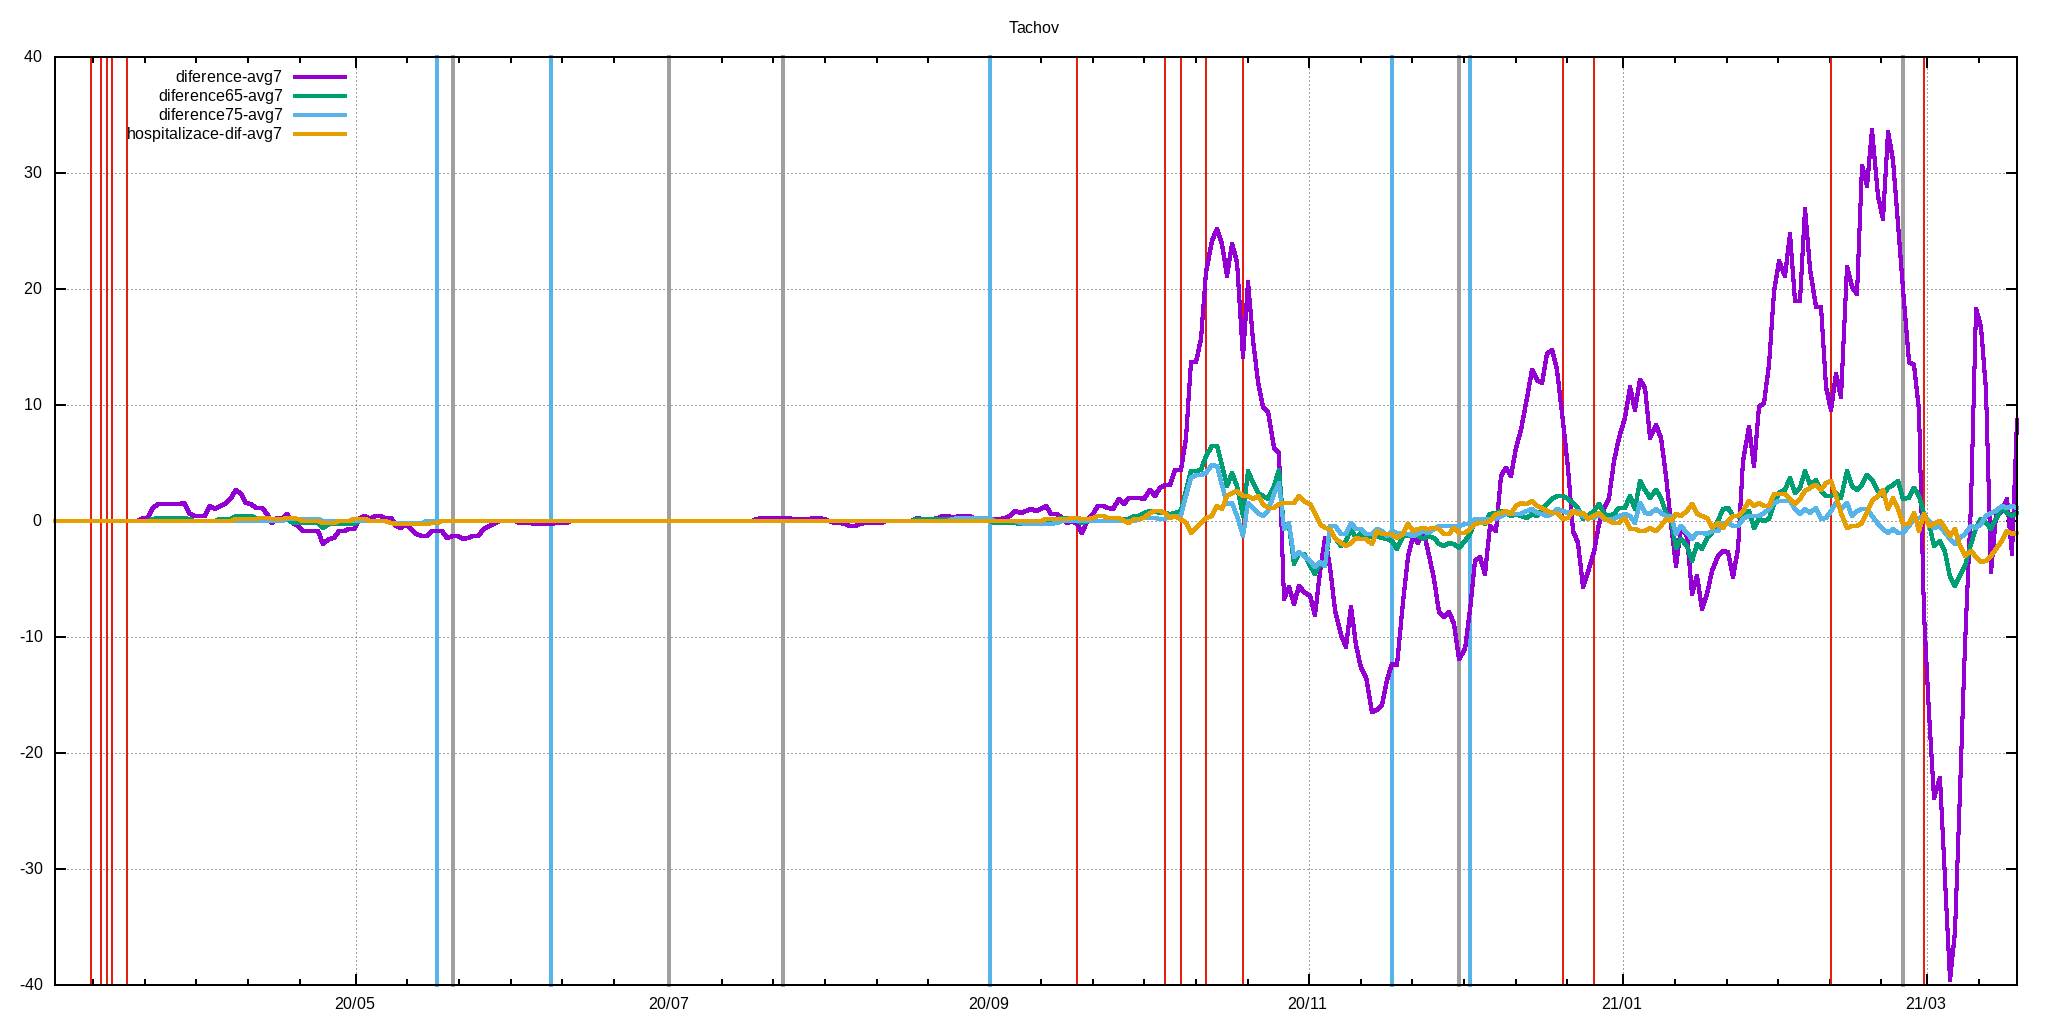 Tachov
40
diference-avg7
diference65-avg7
diference75-avg7
hospitalizace-dif-avg7
30
20
10
0
-10
-20
-30
-40
20/05 20/07 20/09 20/11 21/01 21/03